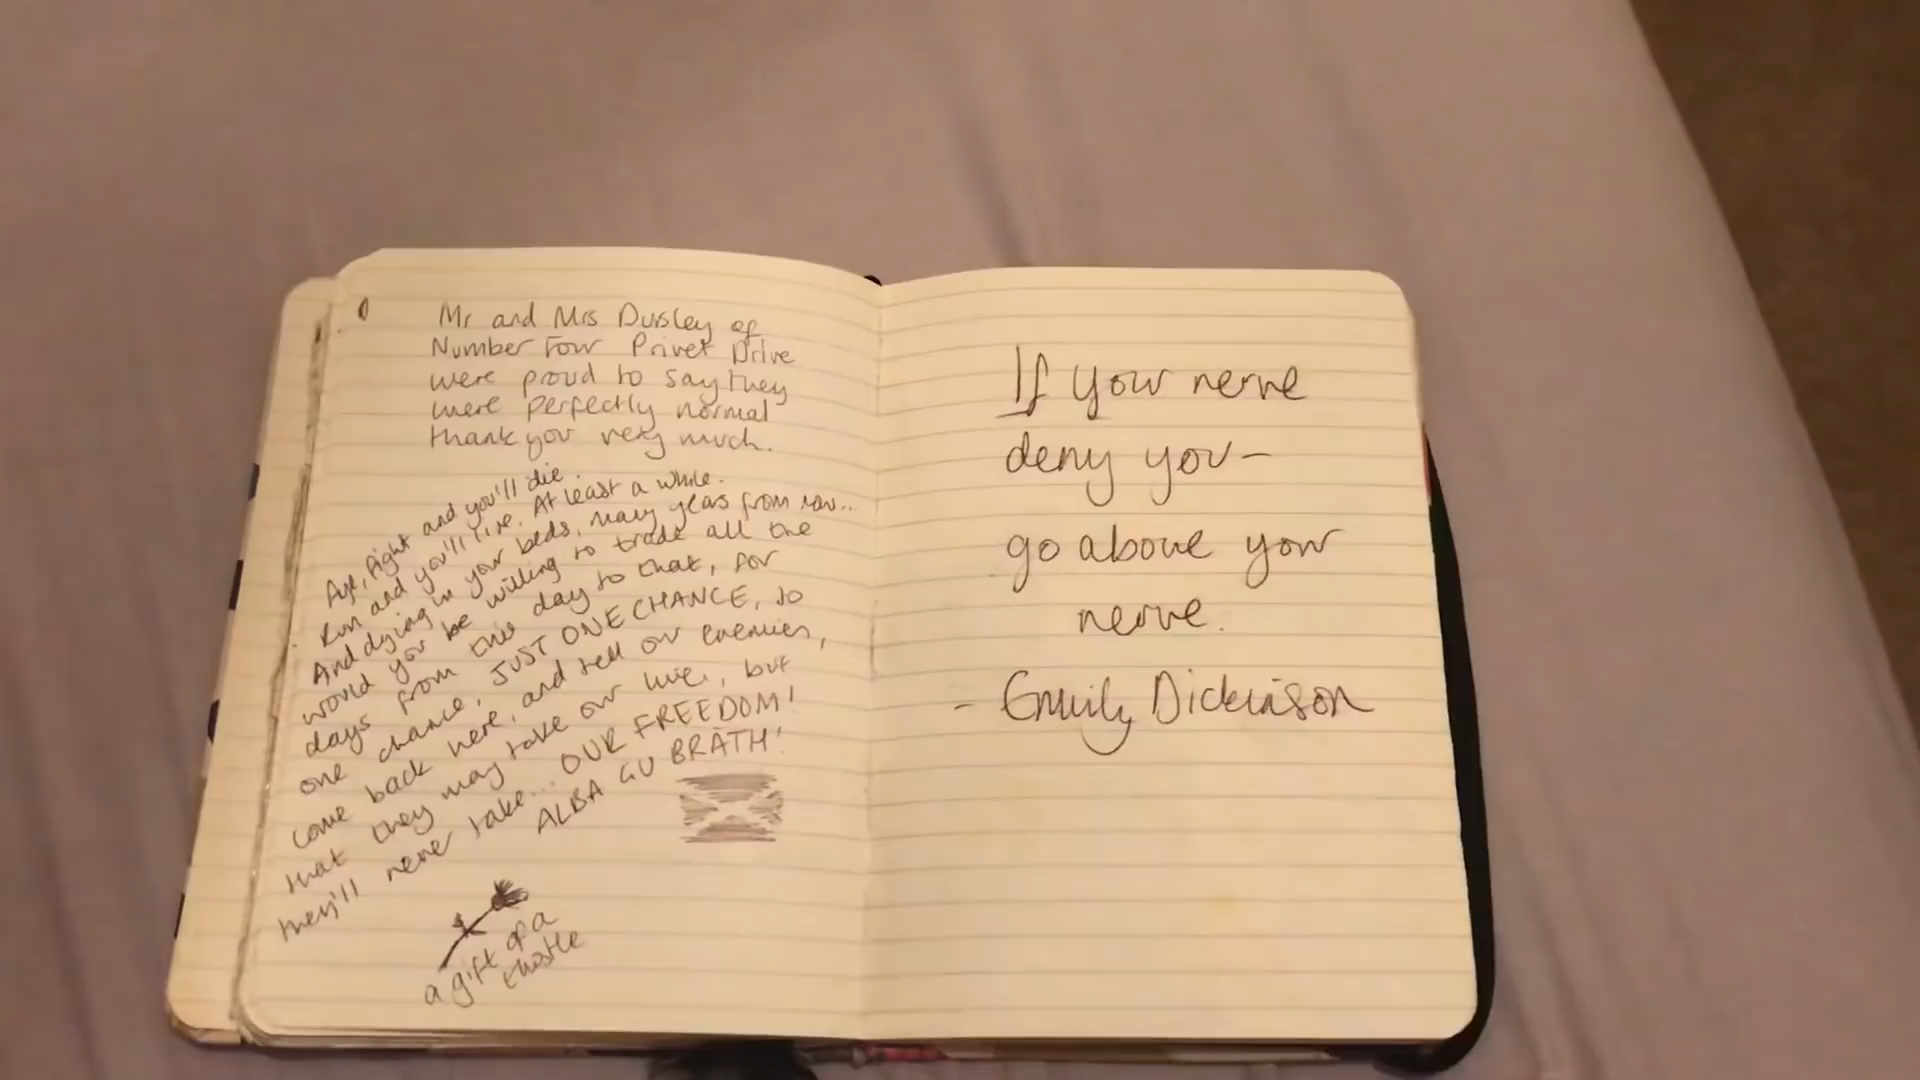 Mr and Mrs Dursley of
Number Four Privet Drive
were proud to say they
were perfectly normal
thank you very much.
Aye, fight and you'll die.
Run and you'll live. At least a while.
And dying in your beds, many years from now...
would you be willing to trade all the
days from this day to that, for
one chance, JUST ONE CHANCE, to
come back here, and tell our enemies,
that they may take our lives, but
they'll never take... OUR FREEDOM!
ALBA GU BRÀTH!
a gift of a
thistle
If your nerve
deny you-
go above your
nerve.
- Emily Dickinson